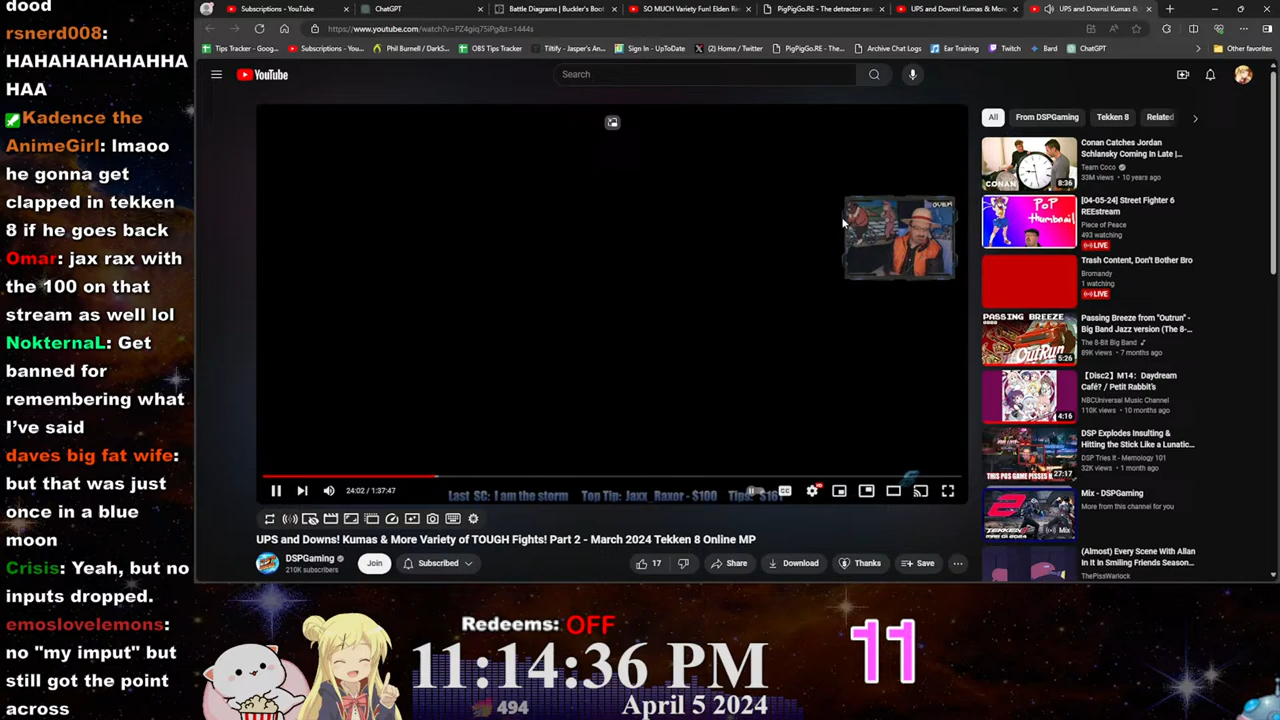 dood
rsnerd008:
HAHAHAHAHAHHA
HAA
Kadence the
AnimeGirl: lmaoo
he gonna get
clapped in tekken
8 if he goes back
Omar: jax rax with
the 100 on that
stream as well lol
NokternaL: Get
banned for
remembering what
I've said
daves big fat wife:
but that was just
once in a blue
moon
Crisis: Yeah, but no
inputs dropped.
emoslovelemons:
no "my imput" but
still got the point
across
Subscriptions - YouTube
ChatGPT
Battle Diagrams | Buckler's Boot
SO MUCH Variety Fun! Elden Rin
PigPigGo.RE - The detractor sea
UPS and Downs! Kumas & More
UPS and Downs! Kumas &
https://www.youtube.com/watch?v=PZ4giq75iPg&t=1444s
Tips Tracker - Goog...
Subscriptions - You...
Phil Burnell / DarkS...
OBS Tips Tracker
Tiltify - Jasper's An...
Sign In - UpToDate
(2) Home / Twitter
PigPigGo.RE - The...
Archive Chat Logs
Ear Training
Twitch
Bard
ChatGPT
Other favorites
YouTube
Search
All
From DSPGaming
Tekken 8
Related
Conan Catches Jordan
Schlansky Coming In Late |...
Team Coco
33M views • 10 years ago
CONAN
8:36
[04-05-24] Street Fighter 6
REEstream
Piece of Peace
493 watching
LIVE
PoP
thumbnail
Trash Content, Don't Bother Bro
Bromandy
1 watching
LIVE
Passing Breeze from "Outrun" -
Big Band Jazz version (The 8-
The 8-Bit Big Band
89K views • 7 months ago
PASSING BREEZE
OutRun
5:26
【Disc2】M14： Daydream
Café? / Petit Rabbit's
NBCUniversal Music Channel
110K views • 10 months ago
4:16
DSP Explodes Insulting &
Hitting the Stick Like a Lunatic...
DSP Tries It - Memology 101
THIS POS GAME PISSES
27:17
Mix - DSPGaming
More from this channel for you
Mix
(Almost) Every Scene With Allan
In It In Smiling Friends Season...
ThePissWarlock
24:02 / 1:37:47
Last SC: I am the storm
Top Tip: Jaxx_Raxor - $100
CC
HD
UPS and Downs! Kumas & More Variety of TOUGH Fights! Part 2 - March 2024 Tekken 8 Online MP
DSPGaming
210K subscribers
Join
Subscribed
17
Share
Download
Thanks
Save
Redeems: OFF
11:14:36 PM
494
April 5 2024
11